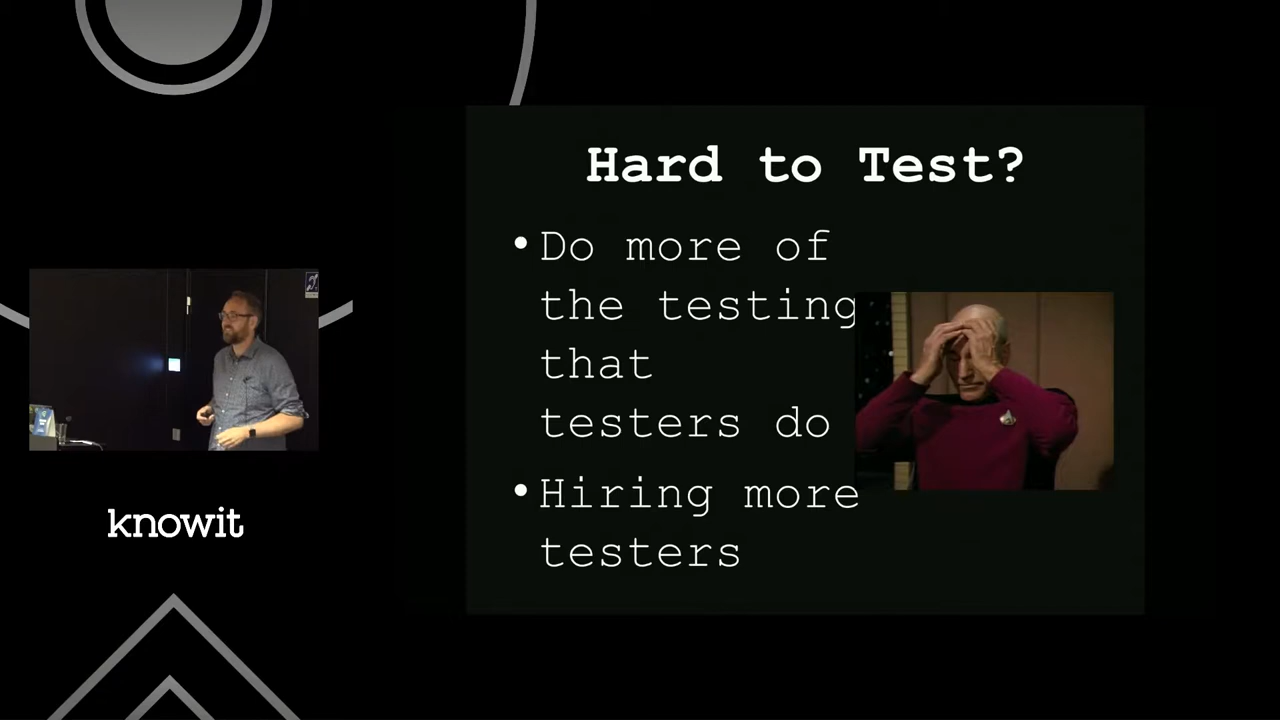 Hard to Test?
•Do more of
the testing
that
testers do
•Hiring more
testers
knowit